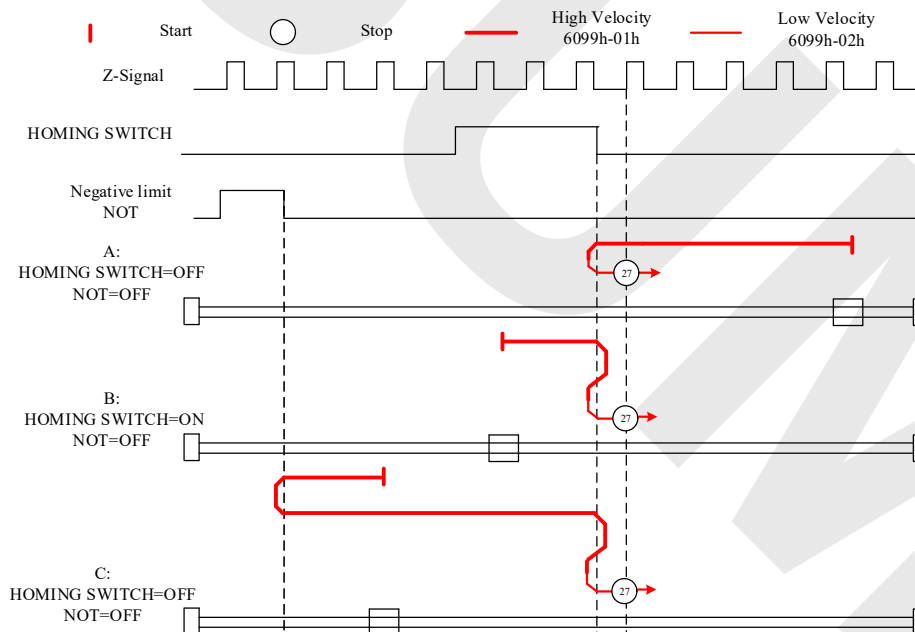 Start
Stop
High Velocity
6099h-01h
Low Velocity
6099h-02h
Z-Signal
HOMING SWITCH
Negative limit
NOT
A:
HOMING SWITCH=OFF
NOT=OFF
27
B:
HOMING SWITCH=ON
NOT=OFF
27
C:
HOMING SWITCH=OFF
NOT=OFF
27